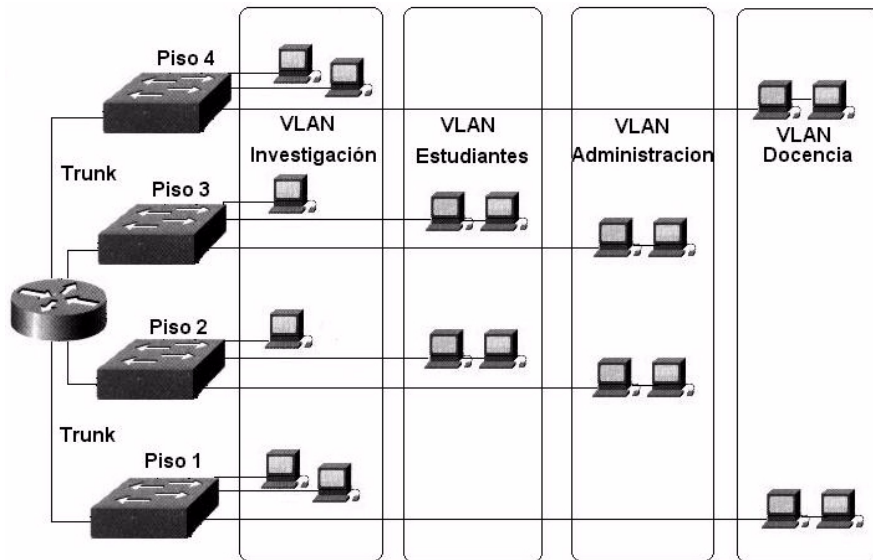 Piso 4
VLAN
Investigación
VLAN
Estudiantes
VLAN
Administracion
VLAN
Docencia
Trunk
Piso 3
Piso 2
Trunk
Piso 1